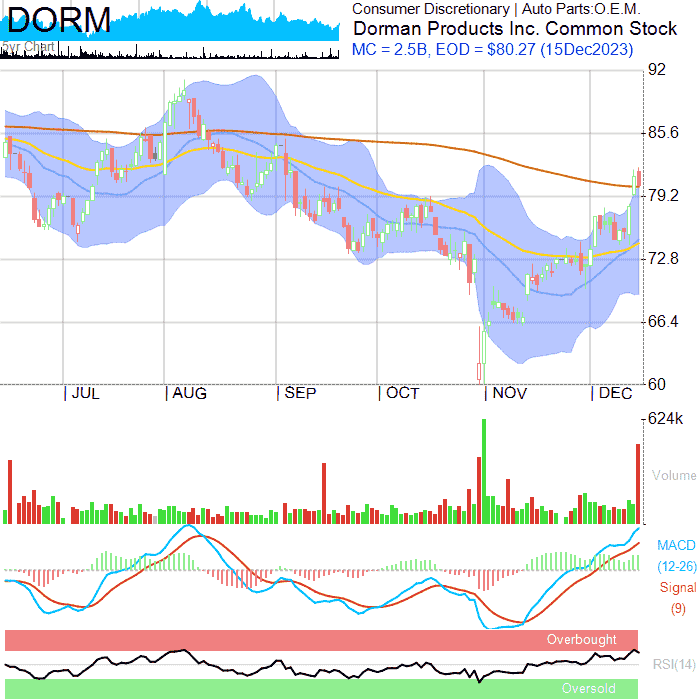 DORM
5yr Chart
Consumer Discretionary | Auto Parts:O.E.M.
Dorman Products Inc. Common Stock
MC = 2.5B, EOD = $80.27 (15Dec2023)
92
85.6
79.2
72.8
66.4
60
| JUL | AUG | SEP | OCT | NOV | DEC
624k
Volume
MACD
(12-26)
Signal
(9)
Overbought
RSI(14)
Oversold